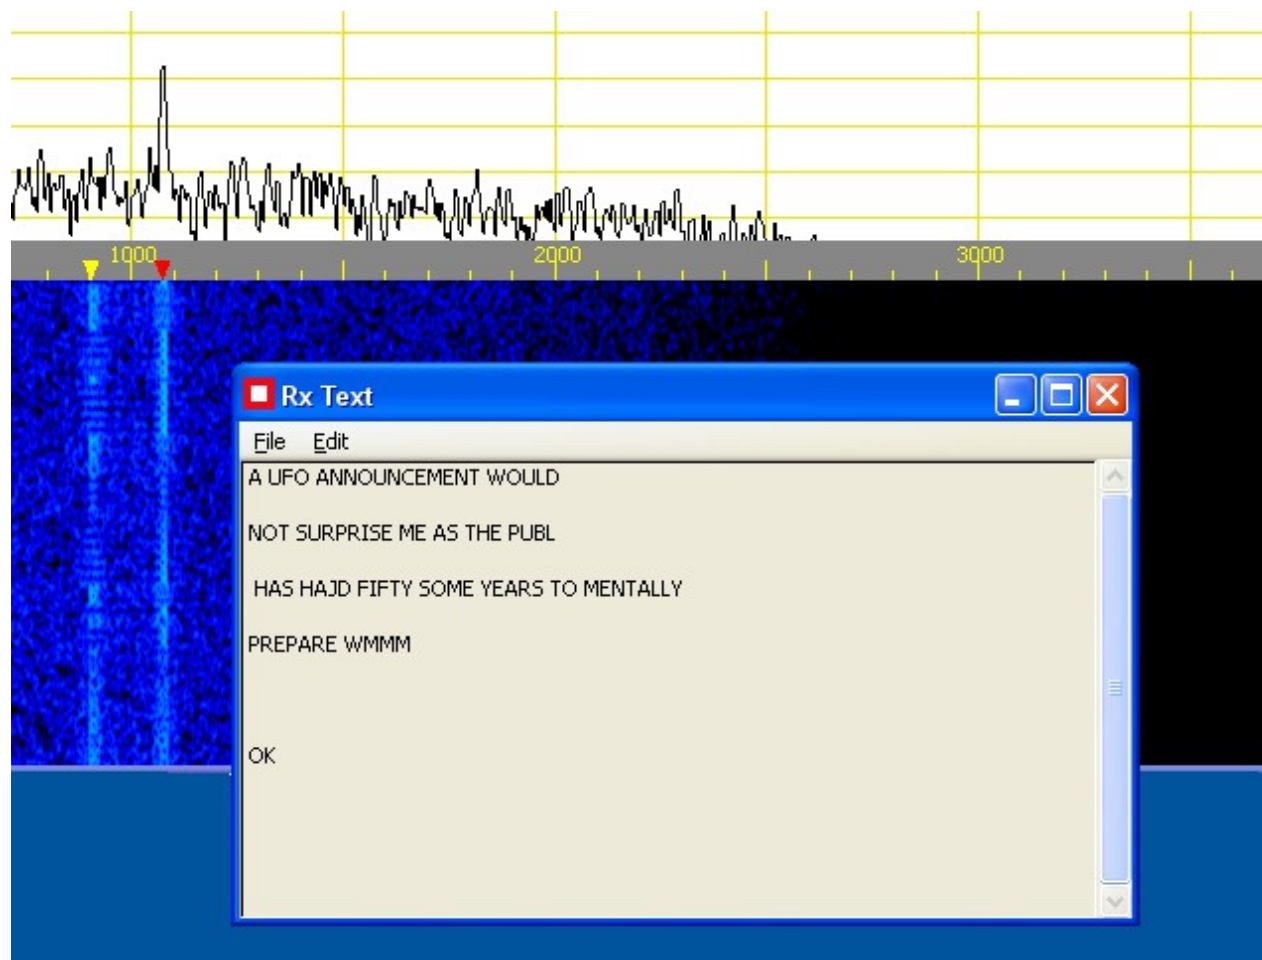 1000
2000
3000
Rx Text
File Edit
A UFO ANNOUNCEMENT WOULD
NOT SURPRISE ME AS THE PUBL
HAS HAJD FIFTY SOME YEARS TO MENTALLY
PREPARE WMMM
OK